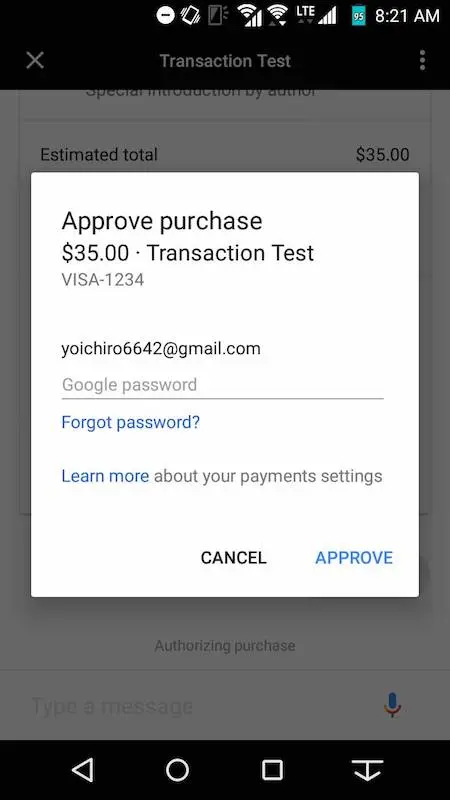 LTE 95 8:21 AM
Transaction Test
Special introduction by author
Estimated total $35.00
Approve purchase
$35.00 · Transaction Test
VISA-1234
yoichiro6642@gmail.com
Google password
Forgot password?
Learn more about your payments settings
CANCEL APPROVE
Authorizing purchase
Type a message